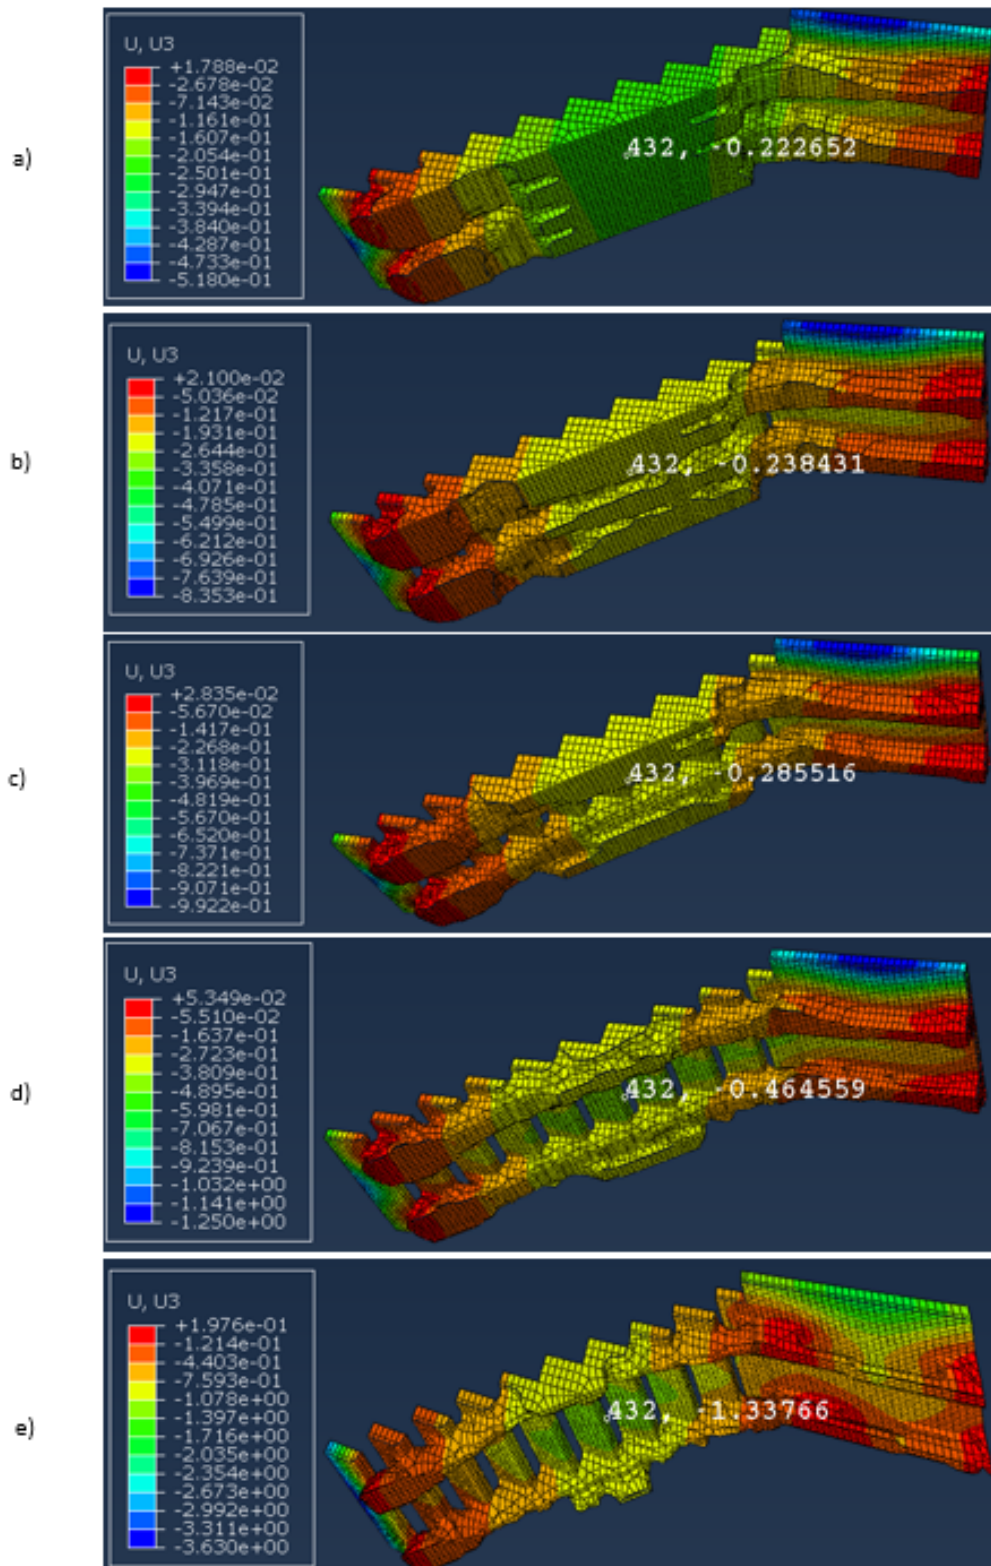 a)
U, U3
+1.788e-02
-2.678e-02
-7.143e-02
-1.161e-01
-1.607e-01
-2.054e-01
-2.501e-01
-2.947e-01
-3.394e-01
-3.840e-01
-4.287e-01
-4.733e-01
-5.180e-01
432, -0.222652
b)
U, U3
+2.100e-02
-5.036e-02
-1.217e-01
-1.931e-01
-2.644e-01
-3.358e-01
-4.071e-01
-4.785e-01
-5.499e-01
-6.212e-01
-6.926e-01
-7.639e-01
-8.353e-01
432, -0.238431
c)
U, U3
+2.835e-02
-5.670e-02
-1.417e-01
-2.268e-01
-3.118e-01
-3.969e-01
-4.819e-01
-5.670e-01
-6.520e-01
-7.371e-01
-8.221e-01
-9.071e-01
-9.922e-01
432, -0.285516
d)
U, U3
+5.349e-02
-5.510e-02
-1.637e-01
-2.723e-01
-3.809e-01
-4.895e-01
-5.981e-01
-7.067e-01
-8.153e-01
-9.239e-01
-1.032e+00
-1.141e+00
-1.250e+00
432, -0.464559
e)
U, U3
+1.976e-01
-1.214e-01
-4.403e-01
-7.593e-01
-1.078e+00
-1.397e+00
-1.716e+00
-2.035e+00
-2.354e+00
-2.673e+00
-2.992e+00
-3.311e+00
-3.630e+00
432, -1.33766